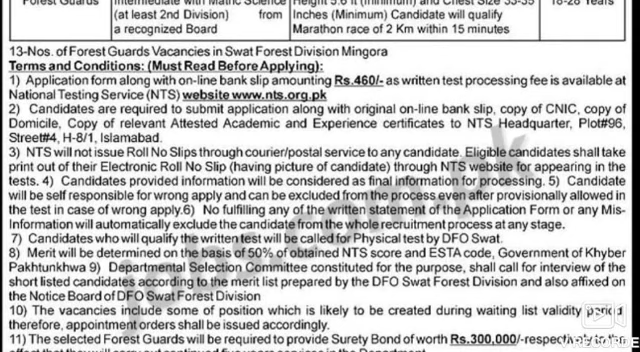 Forest Guards Intermediate with Matric Science Height 5.6 ft (minimum) and Chest Size 33-35 18-28 Years
(at least 2nd Division) from Inches (Minimum) Candidate will qualify
a recognized Board Marathon race of 2 Km within 15 minutes
13-Nos. of Forest Guards Vacancies in Swat Forest Division Mingora
Terms and Conditions: (Must Read Before Applying):
1) Application form along with on-line bank slip amounting Rs.460/- as written test processing fee is available at
National Testing Service (NTS) website www.nts.org.pk
2) Candidates are required to submit application along with original on-line bank slip, copy of CNIC, copy of
Domicile, Copy of relevant Attested Academic and Experience certificates to NTS Headquarter, Plot#96,
Street#4, H-8/1, Islamabad.
3) NTS will not issue Roll No Slips through courier/postal service to any candidate. Eligible candidates shall take
print out of their Electronic Roll No Slip (having picture of candidate) through NTS website for appearing in the
tests. 4) Candidates provided information will be considered as final information for processing. 5) Candidate
will be self responsible for wrong apply and can be excluded from the process even after provisionally allowed in
the test in case of wrong apply.6) No fulfilling any of the given statement of the Application Form or any Mis-
Information will automatically exclude the candidate from the whole recruitment process at any stage.
7) Candidates who will qualify the written test will be called for Physical test by DFO Swat.
8) Merit will be determined on the basis of 50% of obtained NTS score and ESTA code, Government of Khyber
Pakhtunkhwa 9) Departmental Selection Committee constituted for the purpose, shall call for interview of the
short listed candidates according to the merit list prepared by the DFO Swat Forest Division and also affixed on
the Notice Board of DFO Swat Forest Division
10) The vacancies include some of position which is likely to be created during waiting list validity period
therefore, appointment orders shall be issued accordingly.
11) The selected Forest Guards will be required to provide Surety Bond of worth Rs.300,000/-respectively to the
effect that they will carry out continued five years services in the Department